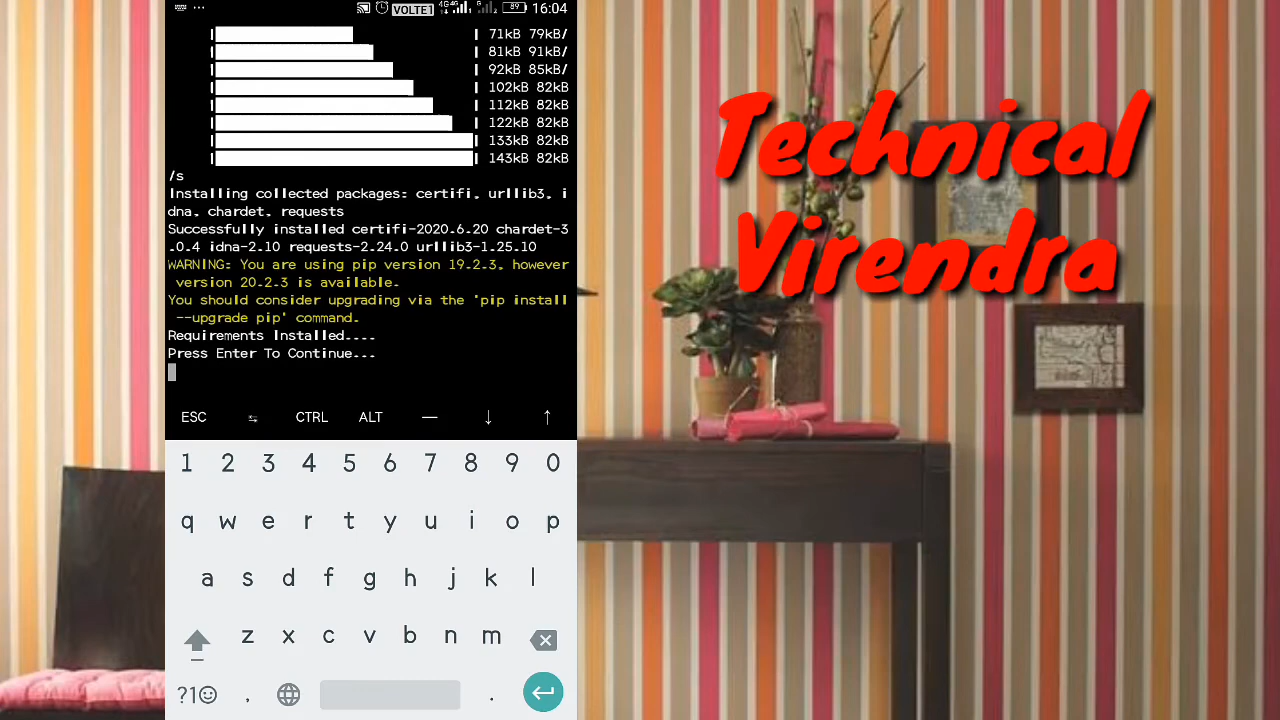 VOLTE1 4G 4G G 89 16:04
71kB 79kB/
81kB 91kB/
92kB 85kB/
102kB 82kB
112kB 82kB
122kB 82kB
133kB 82kB
143kB 82kB
/s
Installing collected packages: certifi, urllib3, i
dna, chardet, requests
Successfully installed certifi-2020.6.20 chardet-3
.0.4 idna-2.10 requests-2.24.0 urllib3-1.25.10
WARNING: You are using pip version 19.2.3, however
version 20.2.3 is available.
You should consider upgrading via the 'pip install
--upgrade pip' command.
Requirements Installed....
Press Enter To Continue...
ESC ⇆ CTRL ALT — ↓ ↑
1 2 3 4 5 6 7 8 9 0
q w e r t y u i o p
a s d f g h j k l
z x c v b n m
?1☺ , .
Technical
Virendra